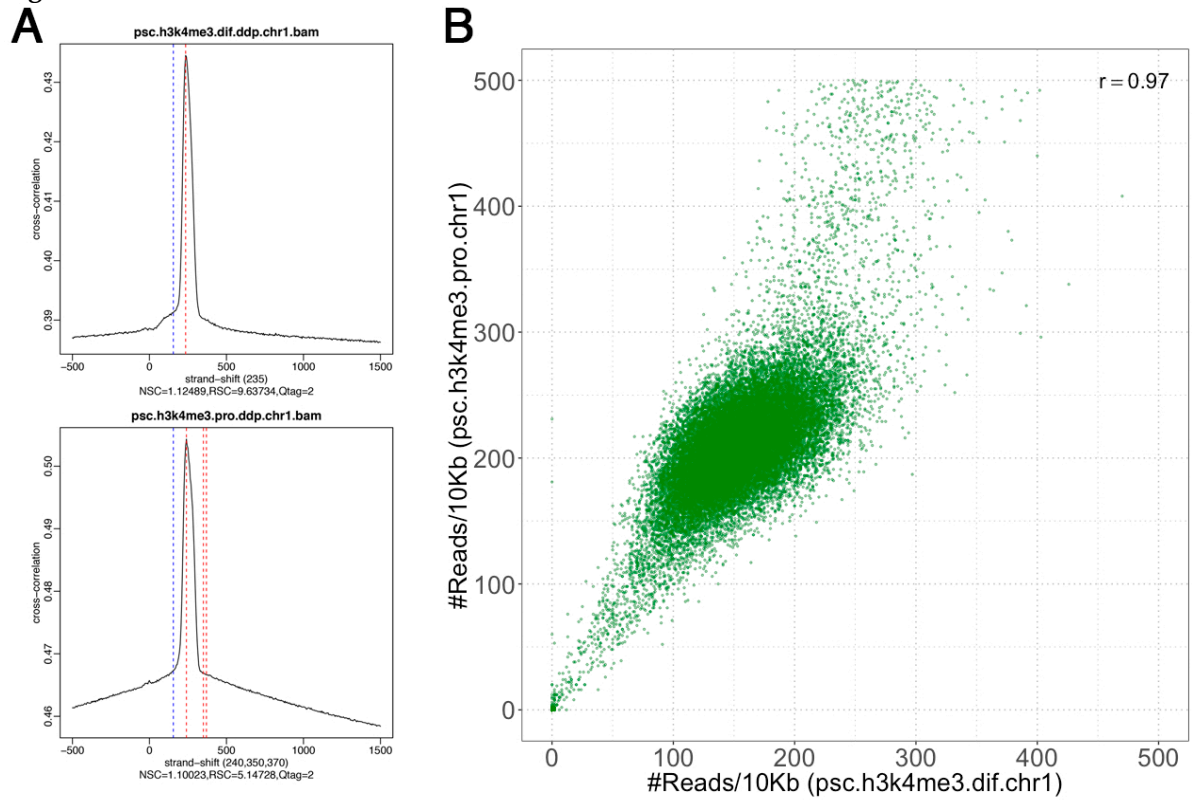 A
psc.h3k4me3.dif.ddp.chr1.bam
cross-correlation
0.43
0.42
0.41
0.40
0.39
-500 0 500 1000 1500
strand-shift (235)
NSC=1.12489,RSC=9.63734,Qtag=2
psc.h3k4me3.pro.ddp.chr1.bam
cross-correlation
0.50
0.49
0.48
0.47
0.46
-500 0 500 1000 1500
strand-shift (240,350,370)
NSC=1.10023,RSC=5.14728,Qtag=2
B
r = 0.97
#Reads/10Kb (psc.h3k4me3.pro.chr1)
500
400
300
200
100
0
0 100 200 300 400 500
#Reads/10Kb (psc.h3k4me3.dif.chr1)